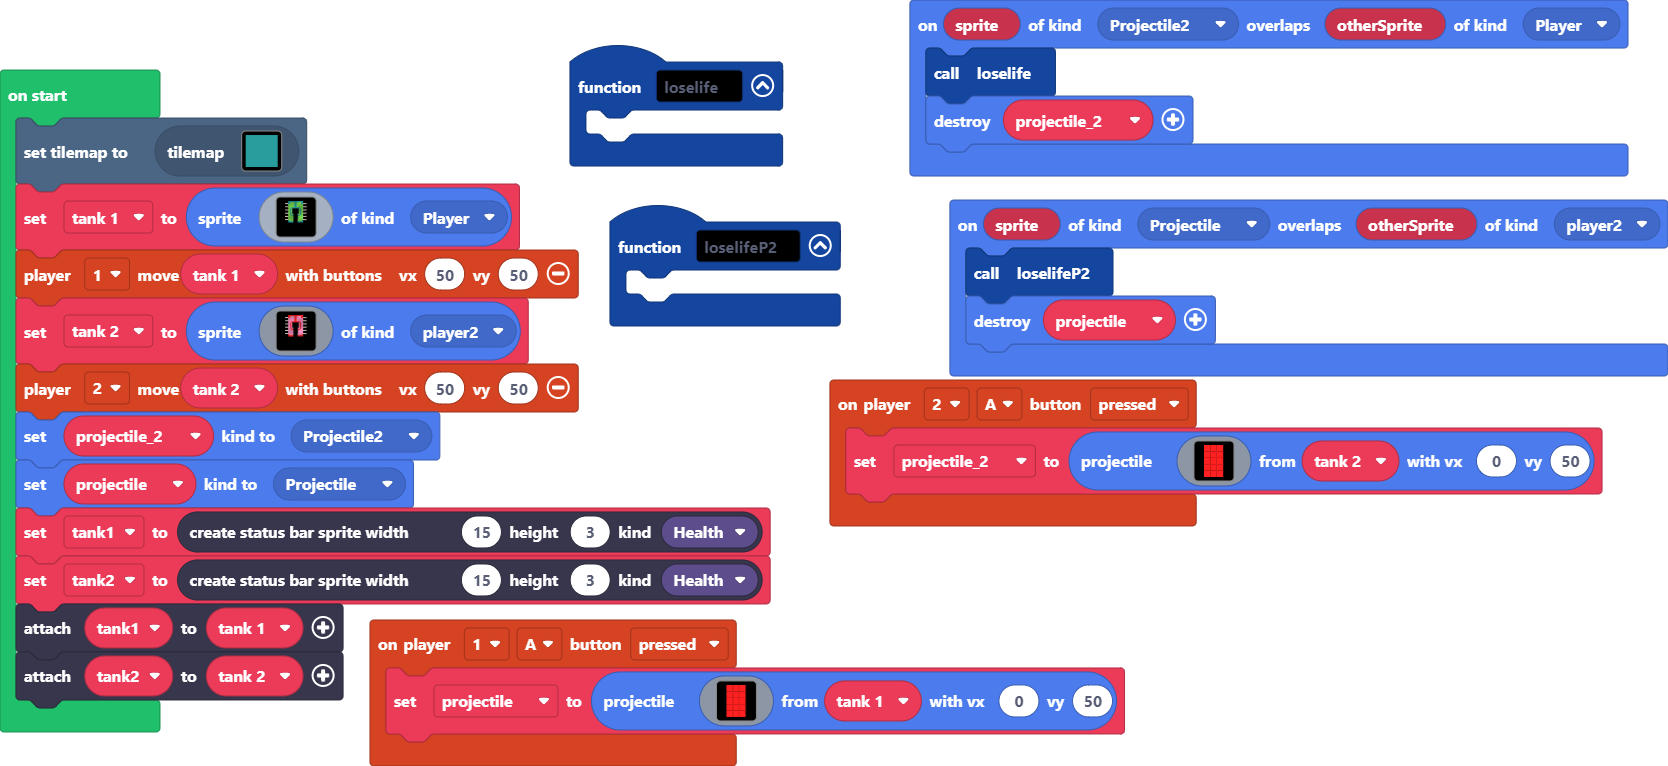 on start
set tilemap to tilemap
set tank 1 to sprite of kind Player
player 1 move tank 1 with buttons vx 50 vy 50
set tank 2 to sprite of kind player2
player 2 move tank 2 with buttons vx 50 vy 50
set projectile_2 kind to Projectile2
set projectile kind to Projectile
set tank1 to create status bar sprite width 15 height 3 kind Health
set tank2 to create status bar sprite width 15 height 3 kind Health
attach tank1 to tank 1
attach tank2 to tank 2
function loselife
function loselifeP2
on sprite of kind Projectile2 overlaps otherSprite of kind Player
call loselife
destroy projectile_2
on sprite of kind Projectile overlaps otherSprite of kind player2
call loselifeP2
destroy projectile
on player 2 A button pressed
set projectile_2 to projectile from tank 2 with vx 0 vy 50
on player 1 A button pressed
set projectile to projectile from tank 1 with vx 0 vy 50